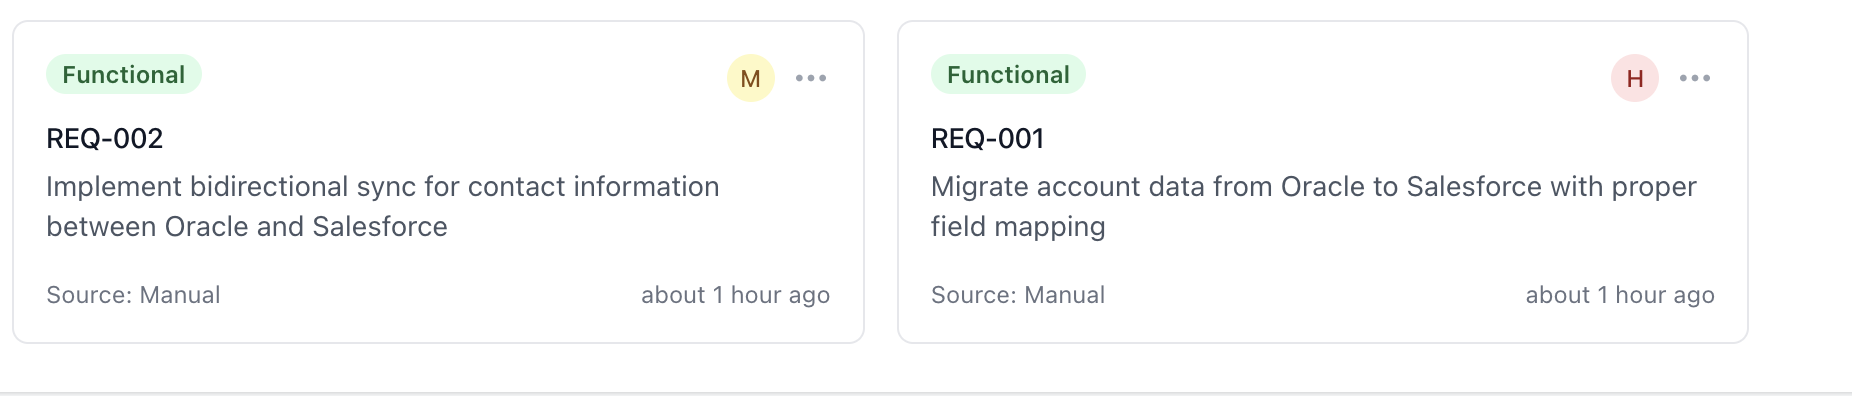 Functional
M
REQ-002
Implement bidirectional sync for contact information
between Oracle and Salesforce
Source: Manual
about 1 hour ago
Functional
H
REQ-001
Migrate account data from Oracle to Salesforce with proper
field mapping
Source: Manual
about 1 hour ago